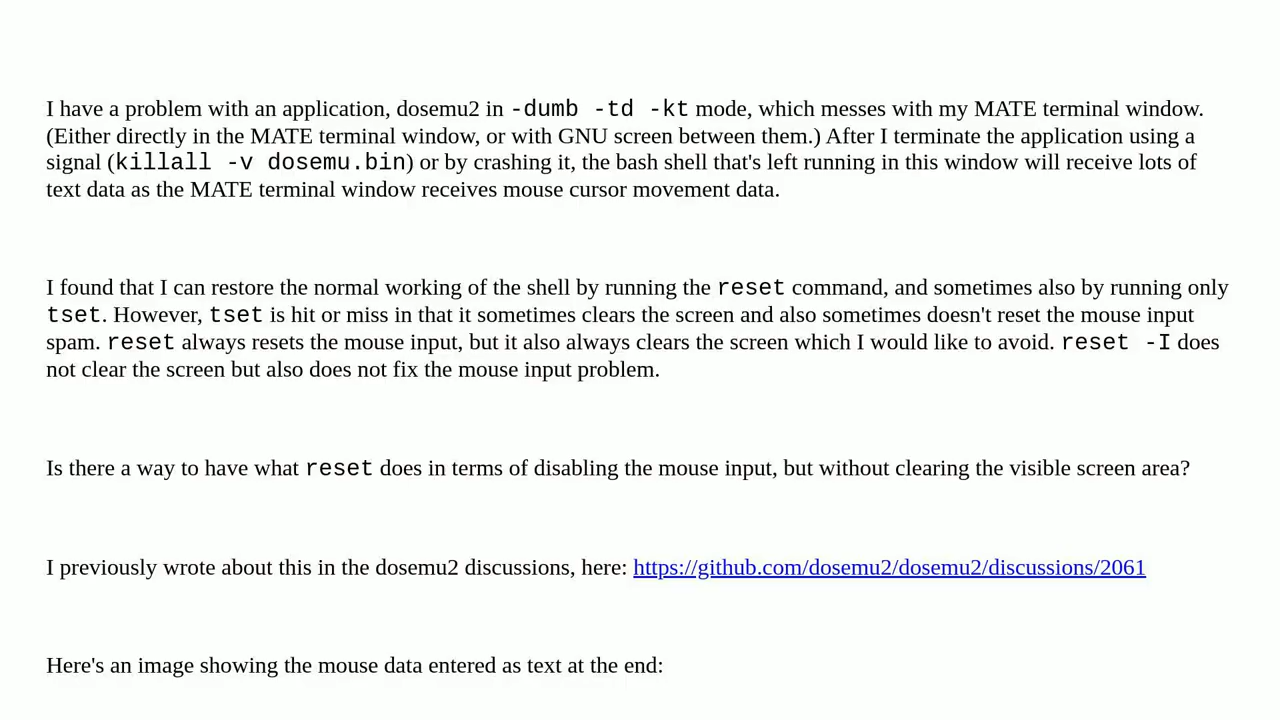 I have a problem with an application, dosemu2 in -dumb -td -kt mode, which messes with my MATE terminal window.
(Either directly in the MATE terminal window, or with GNU screen between them.) After I terminate the application using a
signal (killall -v dosemu.bin) or by crashing it, the bash shell that's left running in this window will receive lots of
text data as the MATE terminal window receives mouse cursor movement data.
I found that I can restore the normal working of the shell by running the reset command, and sometimes also by running only
tset. However, tset is hit or miss in that it sometimes clears the screen and also sometimes doesn't reset the mouse input
spam. reset always resets the mouse input, but it also always clears the screen which I would like to avoid. reset -I does
not clear the screen but also does not fix the mouse input problem.
Is there a way to have what reset does in terms of disabling the mouse input, but without clearing the visible screen area?
I previously wrote about this in the dosemu2 discussions, here: https://github.com/dosemu2/dosemu2/discussions/2061
Here's an image showing the mouse data entered as text at the end: